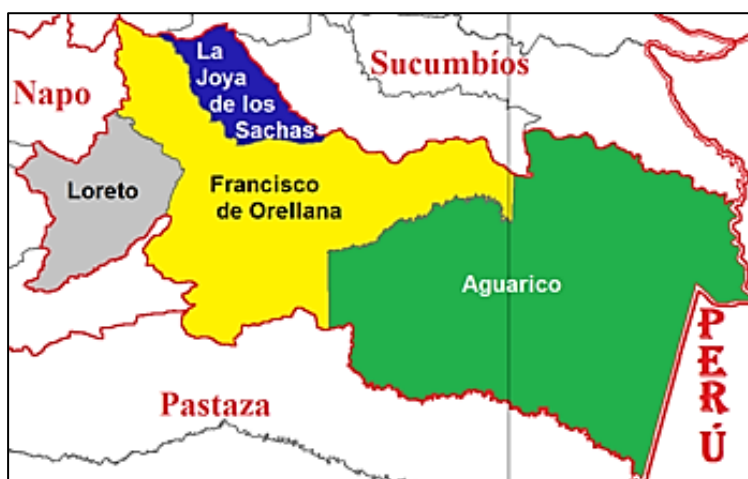 La
Joya
de los
Sachas
Sucumbíos
Napo
Loreto
Francisco
de Orellana
Aguarico
PERÚ
Pastaza